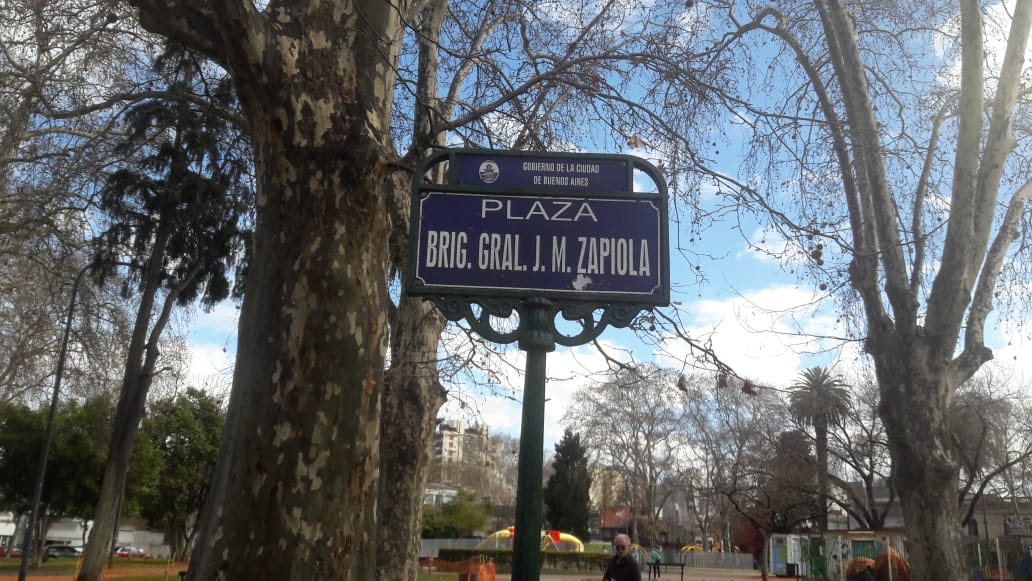 GOBIERNO DE LA CIUDAD
DE BUENOS AIRES
PLAZA
BRIG. GRAL. J. M. ZAPIOLA